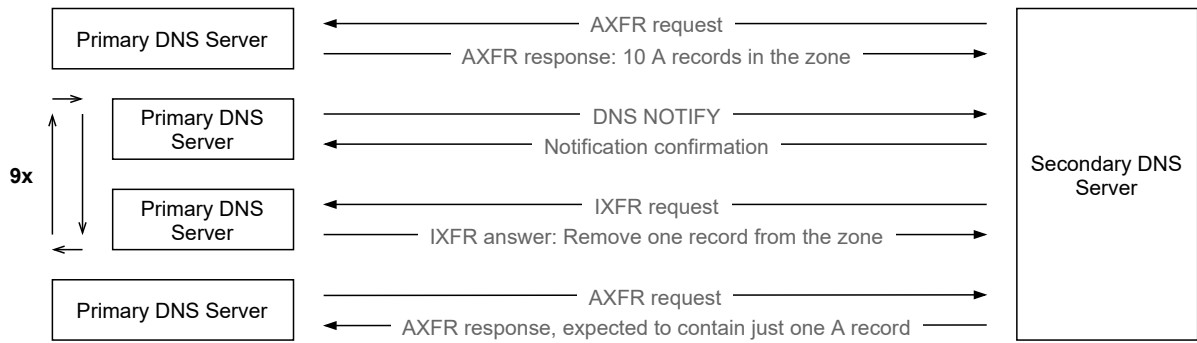 AXFR request
Primary DNS Server
AXFR response: 10 A records in the zone
Primary DNS
Server
DNS NOTIFY
Notification confirmation
Secondary DNS
Server
9x
Primary DNS
Server
IXFR request
IXFR answer: Remove one record from the zone
Primary DNS Server
AXFR request
AXFR response, expected to contain just one A record